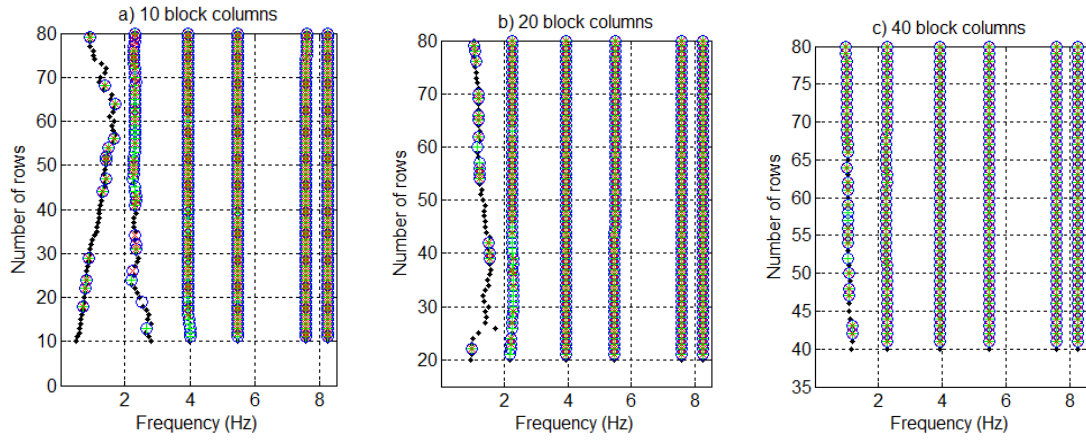 a) 10 block columns
80
70
60
50
40
30
20
10
0
Number of rows
2 4 6 8
Frequency (Hz)
b) 20 block columns
80
70
60
50
40
30
20
Number of rows
2 4 6 8
Frequency (Hz)
c) 40 block columns
80
75
70
65
60
55
50
45
40
35
Number of rows
2 4 6 8
Frequency (Hz)